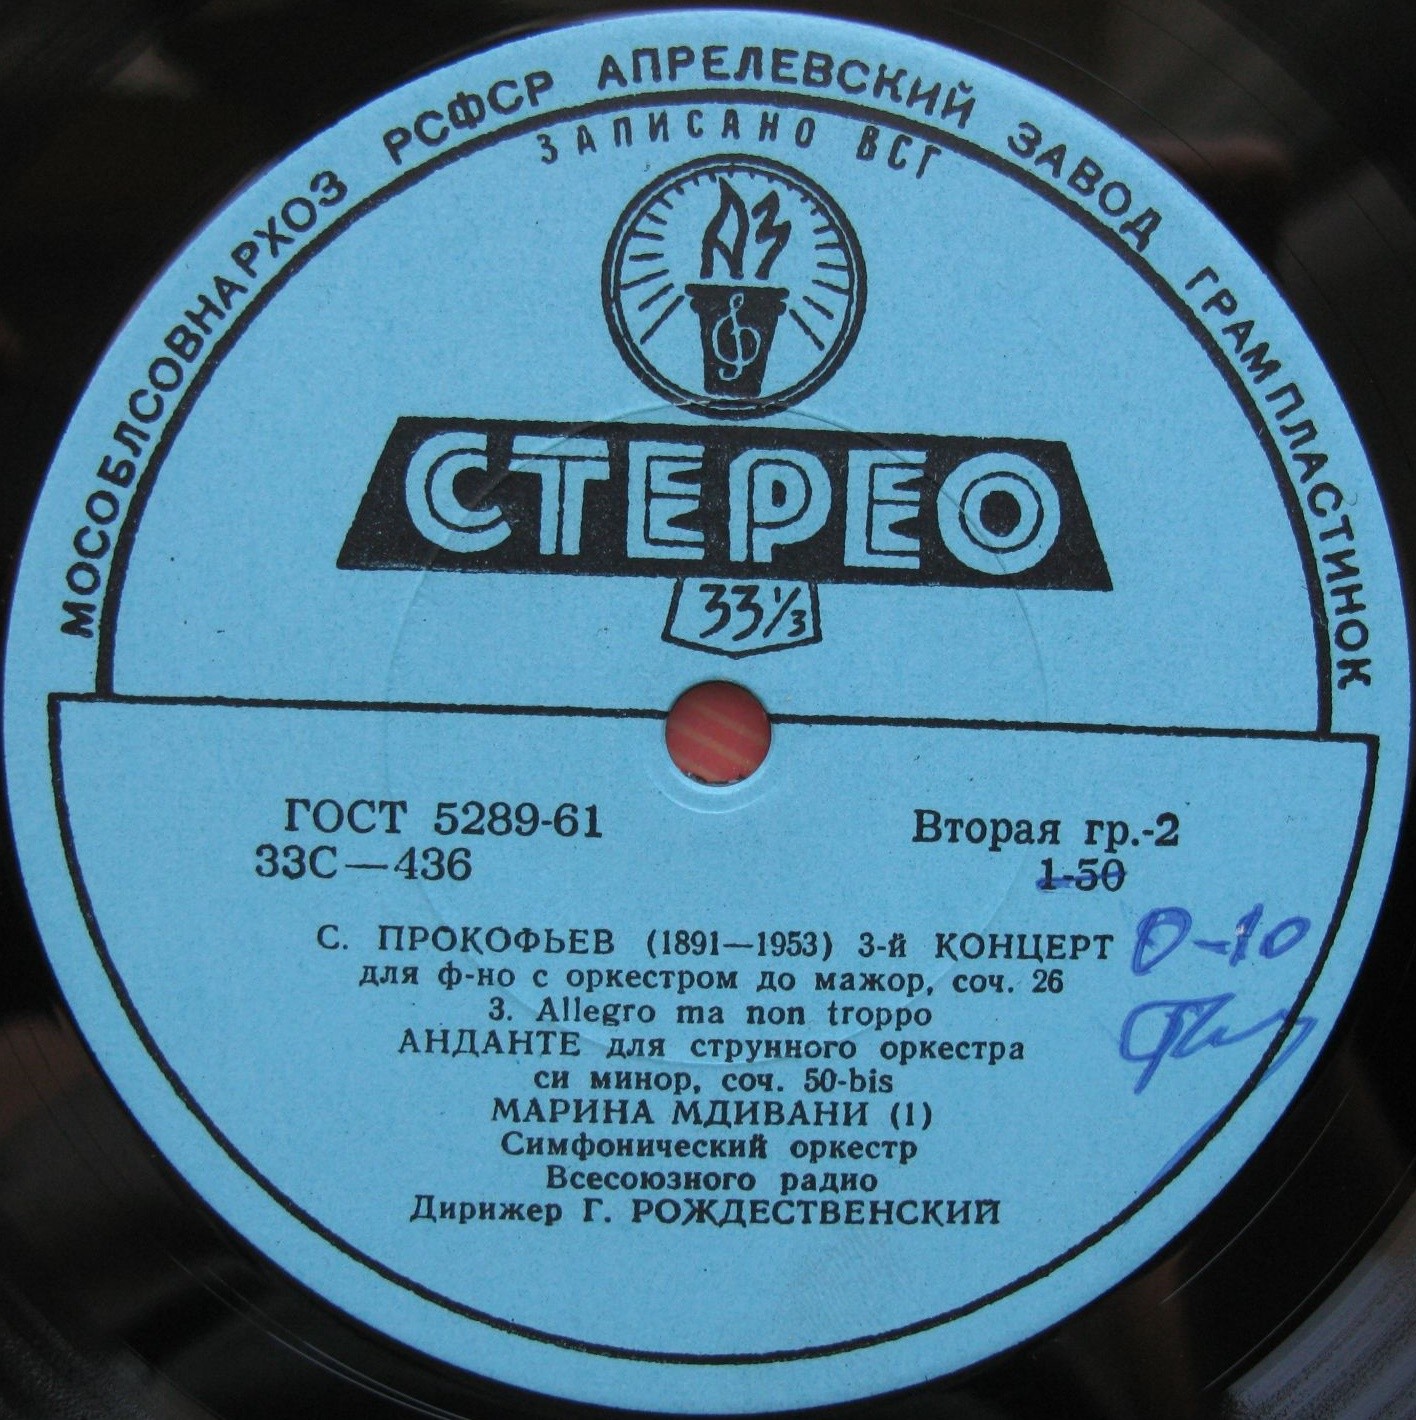 МОСОБЛСОВНАРХОЗ РСФСР АПРЕЛЕВСКИЙ ЗАВОД ГРАМПЛАСТИНОК
ЗАПИСАНО ВСГ
АЗ
СТЕРЕО
33⅓
ГОСТ 5289-61
Вторая гр.-2
33С—436
1-50
0-10
С. ПРОКОФЬЕВ (1891—1953) 3-й КОНЦЕРТ
для ф-но с оркестром до мажор, соч. 26
3. Allegro ma non troppo
АНДАНТЕ для струнного оркестра
си минор, соч. 50-bis
МАРИНА МДИВАНИ (1)
Симфонический оркестр
Всесоюзного радио
Дирижер Г. РОЖДЕСТВЕНСКИЙ